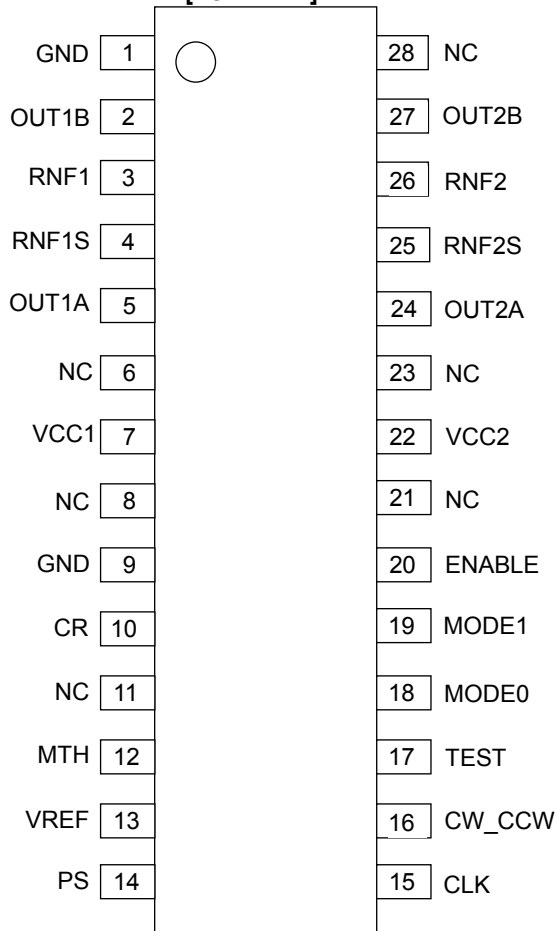 GND 1 28 NC
OUT1B 2 27 OUT2B
RNF1 3 26 RNF2
RNF1S 4 25 RNF2S
OUT1A 5 24 OUT2A
NC 6 23 NC
VCC1 7 22 VCC2
NC 8 21 NC
GND 9 20 ENABLE
CR 10 19 MODE1
NC 11 18 MODE0
MTH 12 17 TEST
VREF 13 16 CW_CCW
PS 14 15 CLK